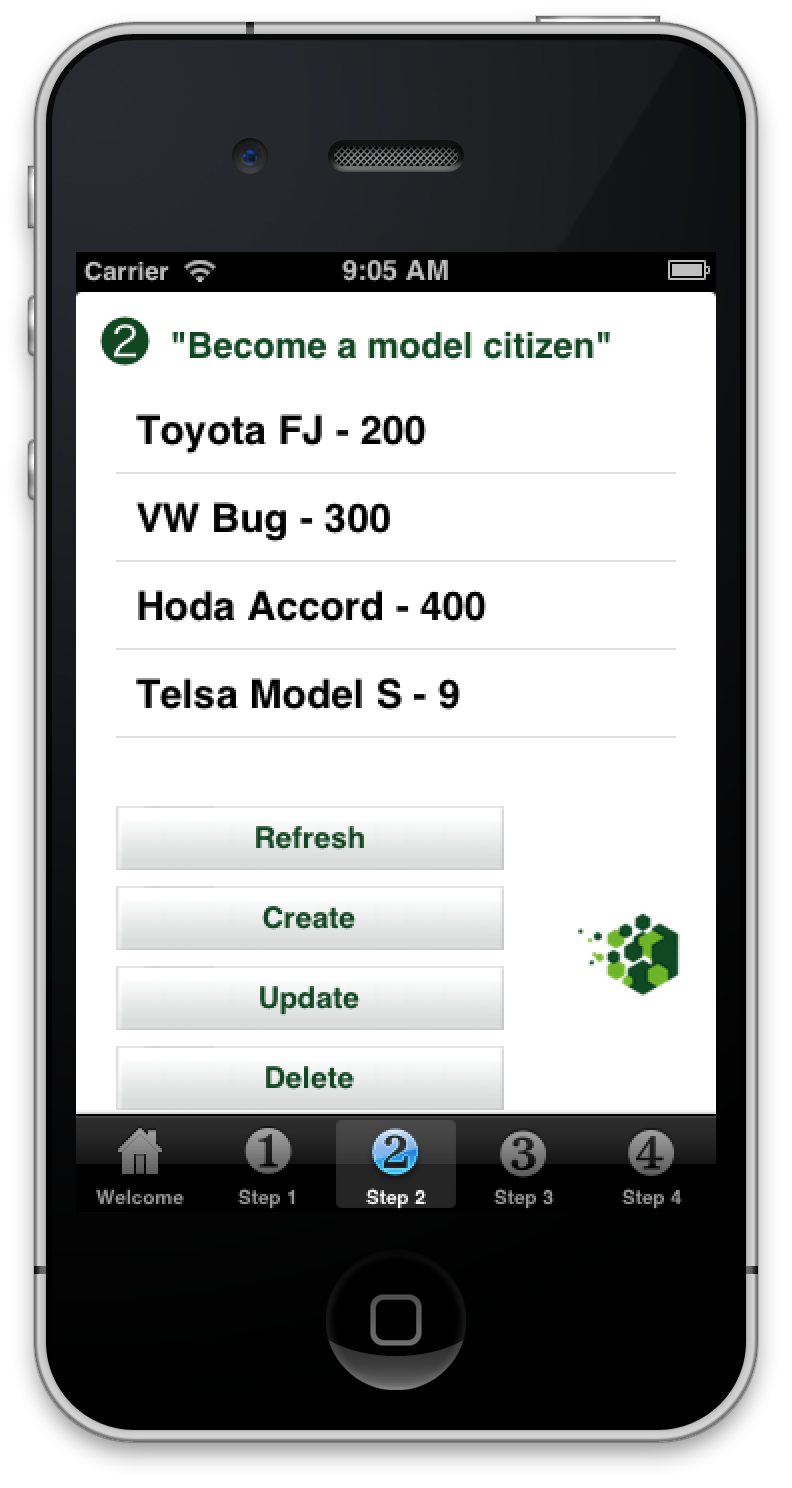 Carrier 9:05 AM
2 "Become a model citizen"
Toyota FJ - 200
VW Bug - 300
Hoda Accord - 400
Telsa Model S - 9
Refresh
Create
Update
Delete
1 2 3 4
Welcome Step 1 Step 2 Step 3 Step 4